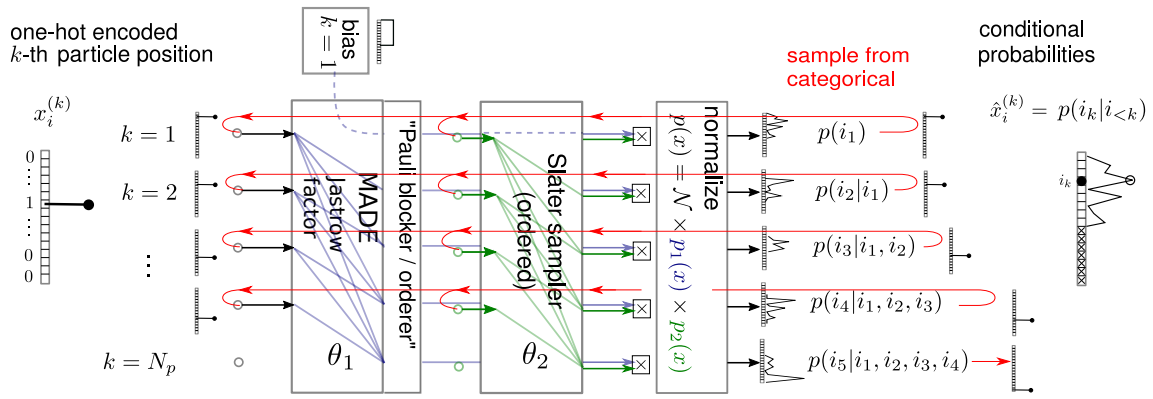 one-hot encoded
k-th particle position
x_i^{(k)}
0
0
1
0
0
k = 1
k = 2
k = N_p
bias
k = 1
MADE
Jastrow
factor
θ_1
"Pauli blocker / orderer"
Slater sampler
(ordered)
θ_2
normalize
p(x) = 𝒩 × p_1(x) × p_2(x)
sample from
categorical
p(i_1)
p(i_2|i_1)
p(i_3|i_1, i_2)
p(i_4|i_1, i_2, i_3)
p(i_5|i_1, i_2, i_3, i_4)
conditional
probabilities
x̂_i^{(k)} = p(i_k|i_{<k})
i_k